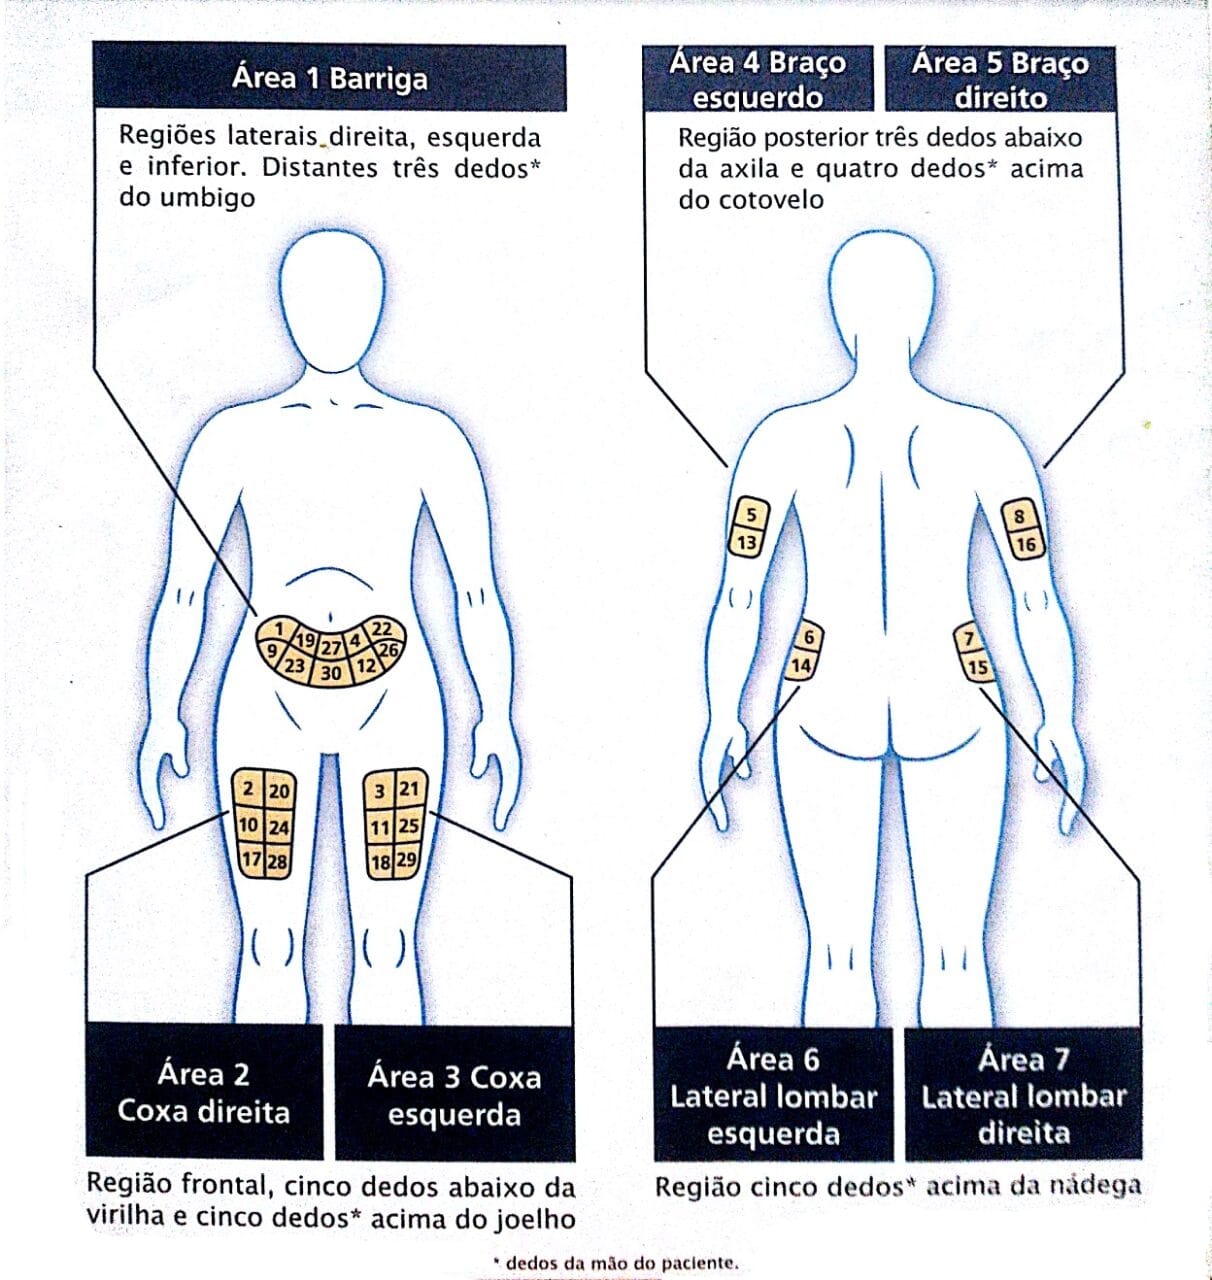 Área 1 Barriga
Regiões laterais direita, esquerda
e inferior. Distantes três dedos*
do umbigo
Área 4 Braço
esquerdo
Área 5 Braço
direito
Região posterior três dedos abaixo
da axila e quatro dedos* acima
do cotovelo
5
13
8
16
1
19
27
4
22
9
23
30
12
26
6
14
7
15
2 20
10 24
17 28
3 21
11 25
18 29
Área 2
Coxa direita
Área 3 Coxa
esquerda
Região frontal, cinco dedos abaixo da
virilha e cinco dedos* acima do joelho
Área 6
Lateral lombar
esquerda
Área 7
Lateral lombar
direita
Região cinco dedos* acima da nádega
* dedos da mão do paciente.